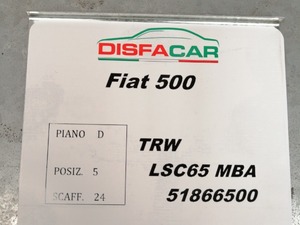 DISFACAR
Fiat 500
PIANO D
POSIZ. 5
SCAFF. 24
TRW
LSC65 MBA
51866500